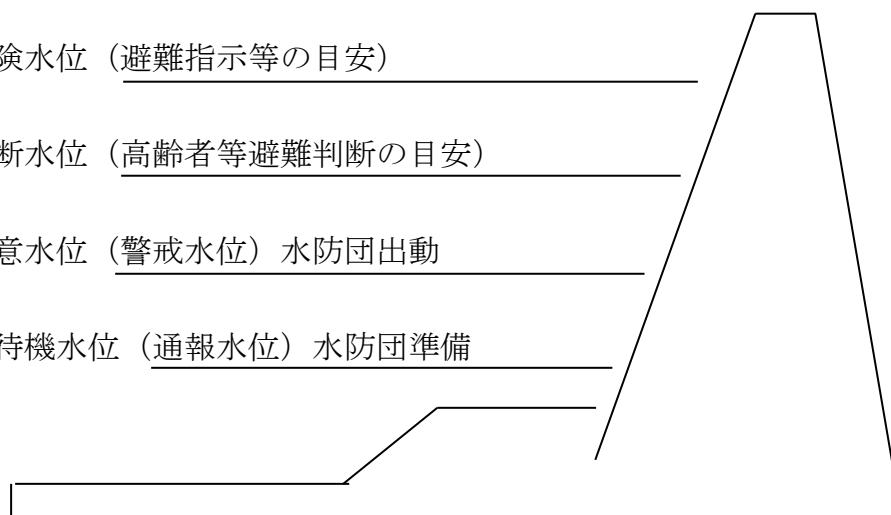 険水位（避難指示等の目安）
断水位（高齢者等避難判断の目安）
意水位（警戒水位）水防団出動
待機水位（通報水位）水防団準備